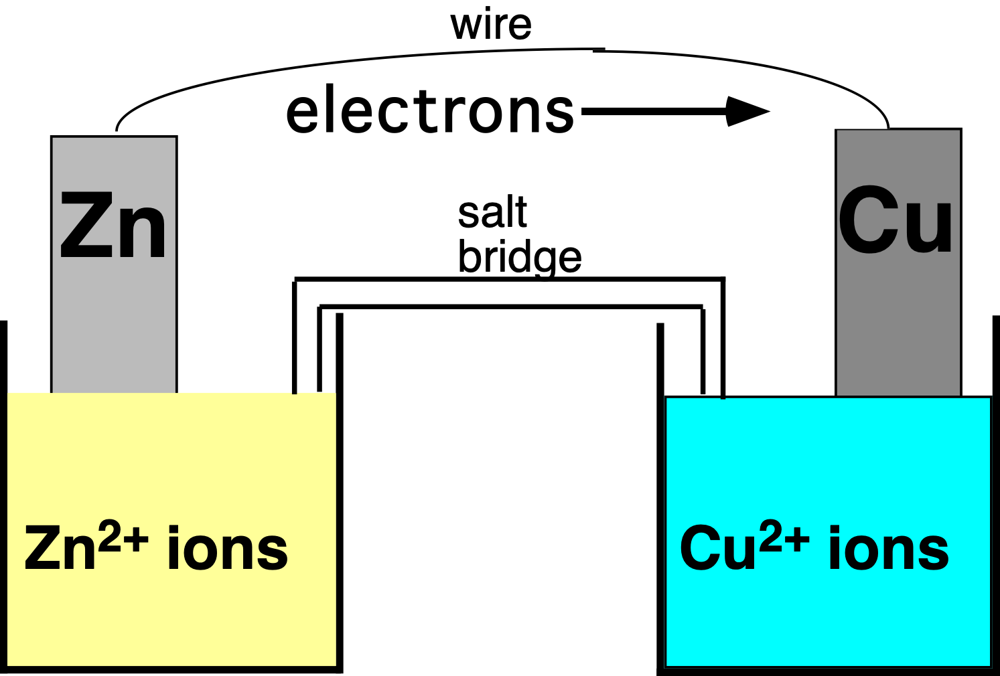 wire
electrons
Zn
Cu
salt
bridge
Zn²⁺ ions
Cu²⁺ ions